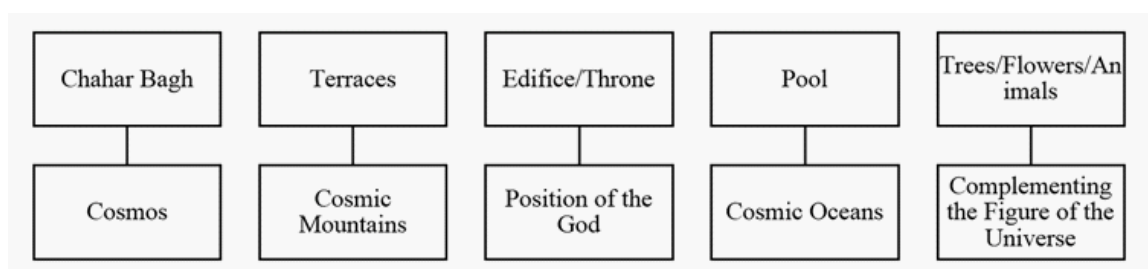 Chahar Bagh
Terraces
Edifice/Throne
Pool
Trees/Flowers/An
imals
Cosmos
Cosmic
Mountains
Position of the
God
Cosmic Oceans
Complementing
the Figure of the
Universe